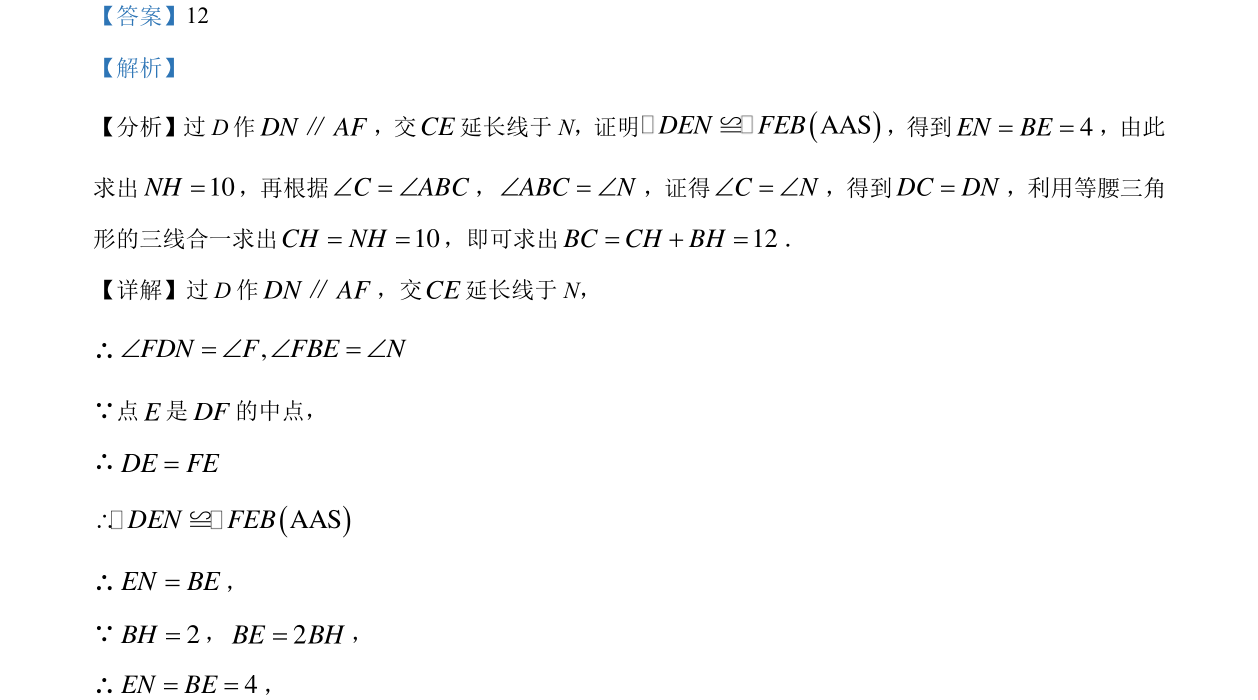 【答案】12
【解析】
【分析】过 D 作 DN ∥ AF ，交 CE 延长线于 N，证明□DEN ≌□FEB(AAS)，得到 EN = BE = 4 ，由此
求出 NH =10，再根据∠C = ∠ABC ，∠ABC = ∠N ，证得∠C = ∠N ，得到 DC = DN ，利用等腰三角
形的三线合一求出 CH = NH =10，即可求出 BC = CH + BH =12 ．
【详解】过 D 作 DN ∥ AF ，交 CE 延长线于 N，
∴ ∠FDN = ∠F,∠FBE = ∠N
∵点 E 是 DF 的中点，
∴ DE = FE
∴□DEN ≌□FEB(AAS)
∴ EN = BE ，
∵ BH = 2 ，BE = 2BH ，
∴ EN = BE = 4 ，